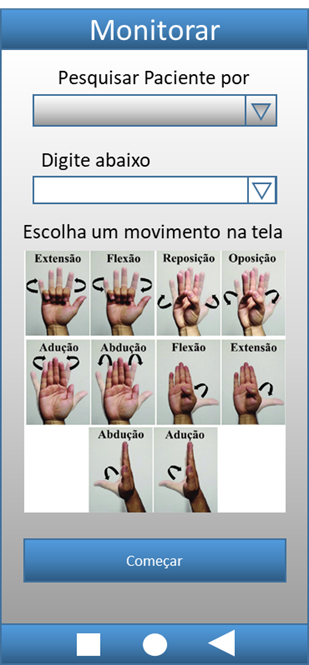 Monitorar
Pesquisar Paciente por
Digite abaixo
Escolha um movimento na tela
Extensão Flexão Reposição Oposição
Adução Abdução Flexão Extensão
Abdução Adução
Começar